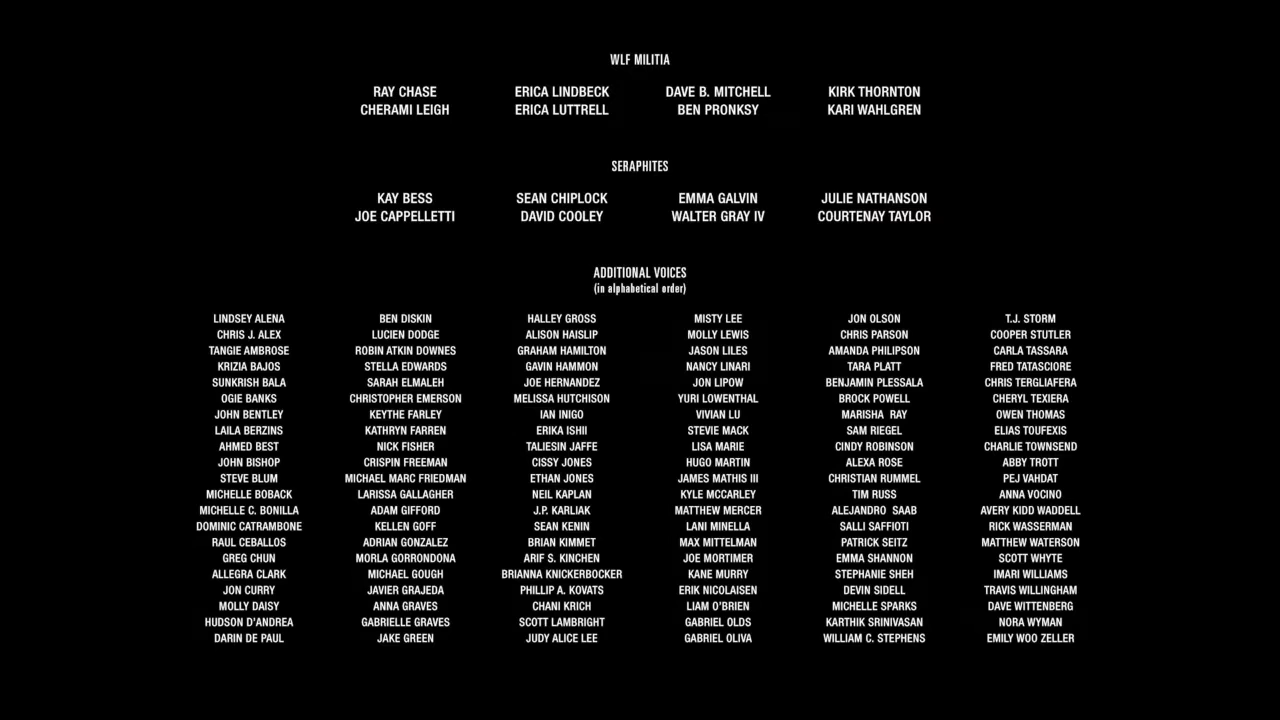 WLF MILITIA
RAY CHASE ERICA LINDBECK DAVE B. MITCHELL KIRK THORNTON
CHERAMI LEIGH ERICA LUTTRELL BEN PRONKSY KARI WAHLGREN
SERAPHITES
KAY BESS SEAN CHIPLOCK EMMA GALVIN JULIE NATHANSON
JOE CAPPELLETTI DAVID COOLEY WALTER GRAY IV COURTENAY TAYLOR
ADDITIONAL VOICES
(in alphabetical order)
LINDSEY ALENA BEN DISKIN HALLEY GROSS MISTY LEE JON OLSON T.J. STORM
CHRIS J. ALEX LUCIEN DODGE ALISON HAISLIP MOLLY LEWIS CHRIS PARSON COOPER STUTLER
TANGIE AMBROSE ROBIN ATKIN DOWNES GRAHAM HAMILTON JASON LILES AMANDA PHILIPSON CARLA TASSARA
KRIZIA BAJOS STELLA EDWARDS GAVIN HAMMON NANCY LINARI TARA PLATT FRED TATASCIORE
SUNKRISH BALA SARAH ELMALEH JOE HERNANDEZ JON LIPOW BENJAMIN PLESSALA CHRIS TERGLIAFERA
OGIE BANKS CHRISTOPHER EMERSON MELISSA HUTCHISON YURI LOWENTHAL BROCK POWELL CHERYL TEXIERA
JOHN BENTLEY KEYTHE FARLEY IAN INIGO VIVIAN LU MARISHA RAY OWEN THOMAS
LAILA BERZINS KATHRYN FARREN ERIKA ISHII STEVIE MACK SAM RIEGEL ELIAS TOUFEXIS
AHMED BEST NICK FISHER TALIESIN JAFFE LISA MARIE CINDY ROBINSON CHARLIE TOWNSEND
JOHN BISHOP CRISPIN FREEMAN CISSY JONES HUGO MARTIN ALEXA ROSE ABBY TROTT
STEVE BLUM MICHAEL MARC FRIEDMAN ETHAN JONES JAMES MATHIS III CHRISTIAN RUMMEL PEJ VAHDAT
MICHELLE BOBACK LARISSA GALLAGHER NEIL KAPLAN KYLE MCCARLEY TIM RUSS ANNA VOCINO
MICHELLE C. BONILLA ADAM GIFFORD J.P. KARLIAK MATTHEW MERCER ALEJANDRO SAAB AVERY KIDD WADDELL
DOMINIC CATRAMBONE KELLEN GOFF SEAN KENIN LANI MINELLA SALLI SAFFIOTI RICK WASSERMAN
RAUL CEBALLOS ADRIAN GONZALEZ BRIAN KIMMET MAX MITTELMAN PATRICK SEITZ MATTHEW WATERSON
GREG CHUN MORLA GORRONDONA ARIF S. KINCHEN JOE MORTIMER EMMA SHANNON SCOTT WHYTE
ALLEGRA CLARK MICHAEL GOUGH BRIANNA KNICKERBOCKER KANE MURRY STEPHANIE SHEH IMARI WILLIAMS
JON CURRY JAVIER GRAJEDA PHILLIP A. KOVATS ERIK NICOLAISEN DEVIN SIDELL TRAVIS WILLINGHAM
MOLLY DAISY ANNA GRAVES CHANI KRICH LIAM O'BRIEN MICHELLE SPARKS DAVE WITTENBERG
HUDSON D'ANDREA GABRIELLE GRAVES SCOTT LAMBRIGHT GABRIEL OLDS KARTHIK SRINIVASAN NORA WYMAN
DARIN DE PAUL JAKE GREEN JUDY ALICE LEE GABRIEL OLIVA WILLIAM C. STEPHENS EMILY WOO ZELLER